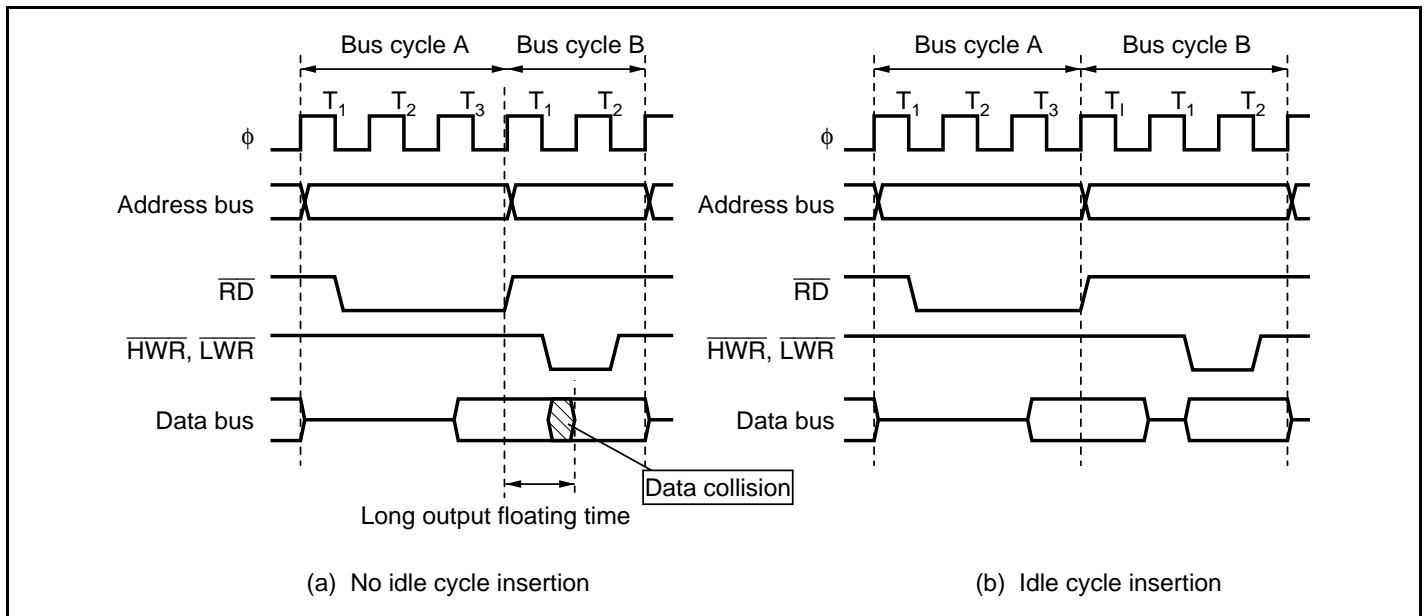 Bus cycle A Bus cycle B
T1 T2 T3 T1 T2
ϕ
Address bus
RD
HWR, LWR
Data bus
Data collision
Long output floating time
(a) No idle cycle insertion
Bus cycle A Bus cycle B
T1 T2 T3 TI T1 T2
ϕ
Address bus
RD
HWR, LWR
Data bus
(b) Idle cycle insertion